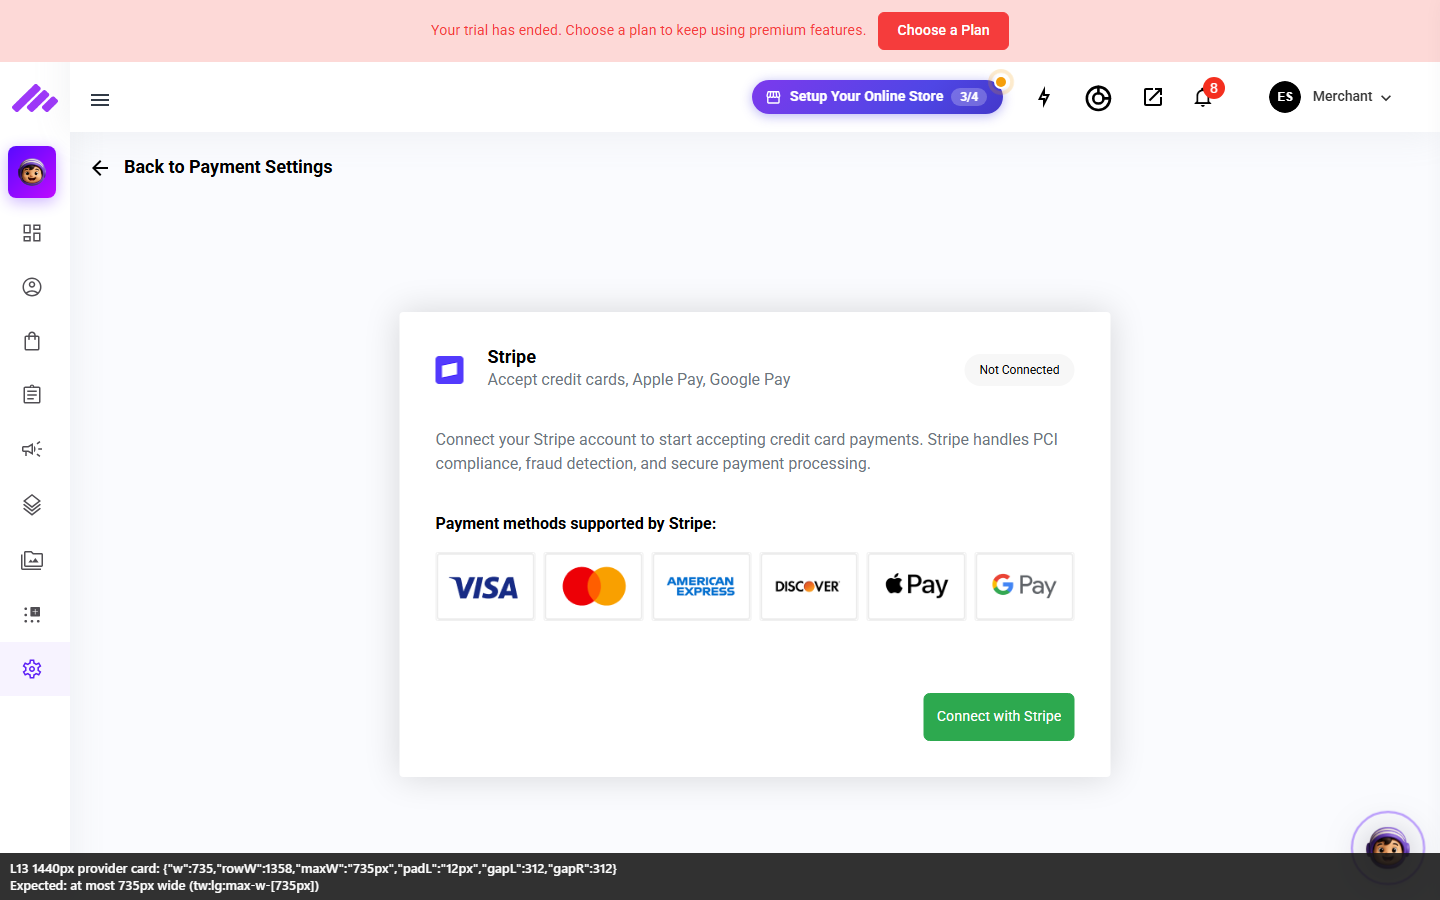 Your trial has ended. Choose a plan to keep using premium features.
Choose a Plan
Setup Your Online Store 3/4
8
ES
Merchant
Back to Payment Settings
Stripe
Accept credit cards, Apple Pay, Google Pay
Not Connected
Connect your Stripe account to start accepting credit card payments. Stripe handles PCI
compliance, fraud detection, and secure payment processing.
Payment methods supported by Stripe:
VISA
AMERICAN
EXPRESS
DISCOVER
Pay
G Pay
Connect with Stripe
L13 1440px provider card: {"w":735,"rowW":1358,"maxW":"735px","padL":"12px","gapL":312,"gapR":312}
Expected: at most 735px wide (tw:lg:max-w-[735px])